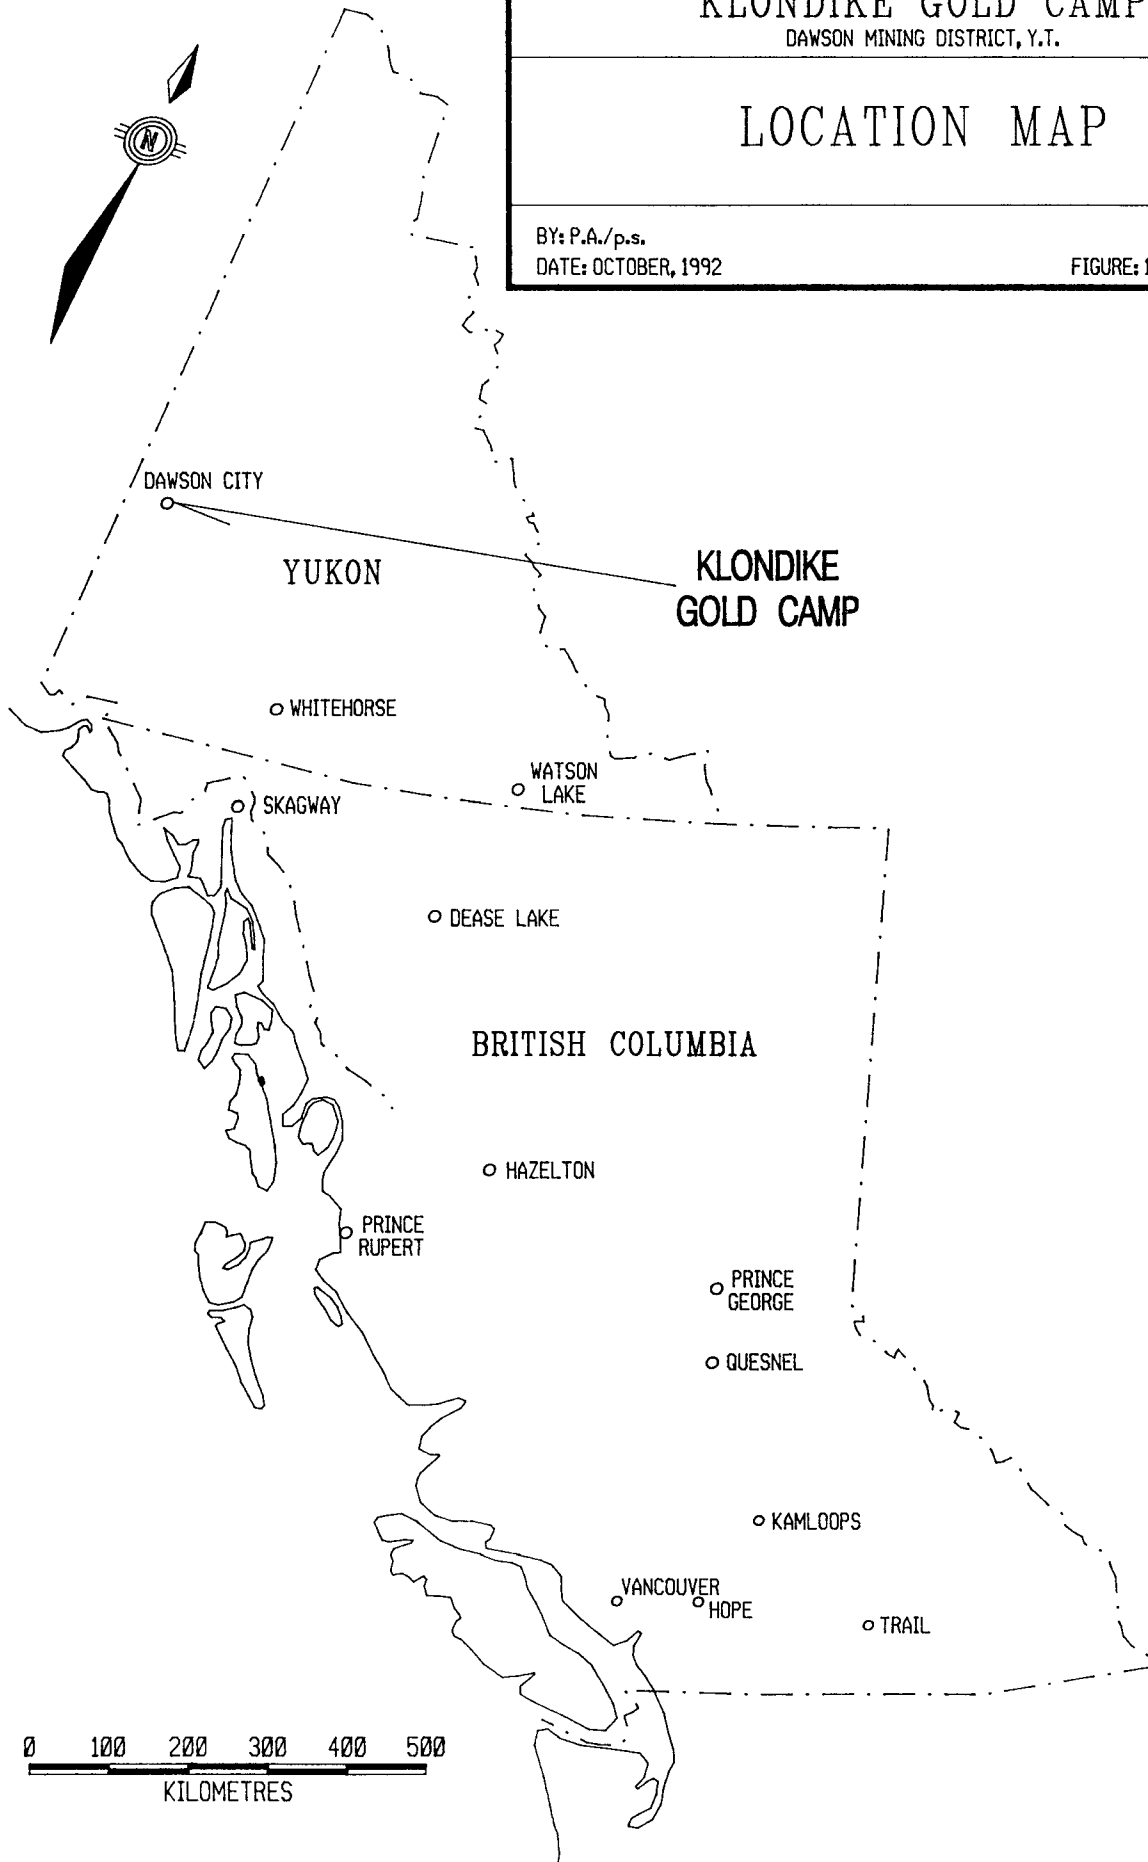 KLONDIKE GOLD CAMP
DAWSON MINING DISTRICT, Y.T.
LOCATION MAP
BY: P.A./p.s.
DATE: OCTOBER, 1992
FIGURE: 1
N
DAWSON CITY
YUKON
KLONDIKE
GOLD CAMP
WHITEHORSE
WATSON
LAKE
SKAGWAY
DEASE LAKE
BRITISH COLUMBIA
HAZELTON
PRINCE
RUPERT
PRINCE
GEORGE
QUESNEL
KAMLOOPS
VANCOUVER
HOPE
TRAIL
0 100 200 300 400 500
KILOMETRES